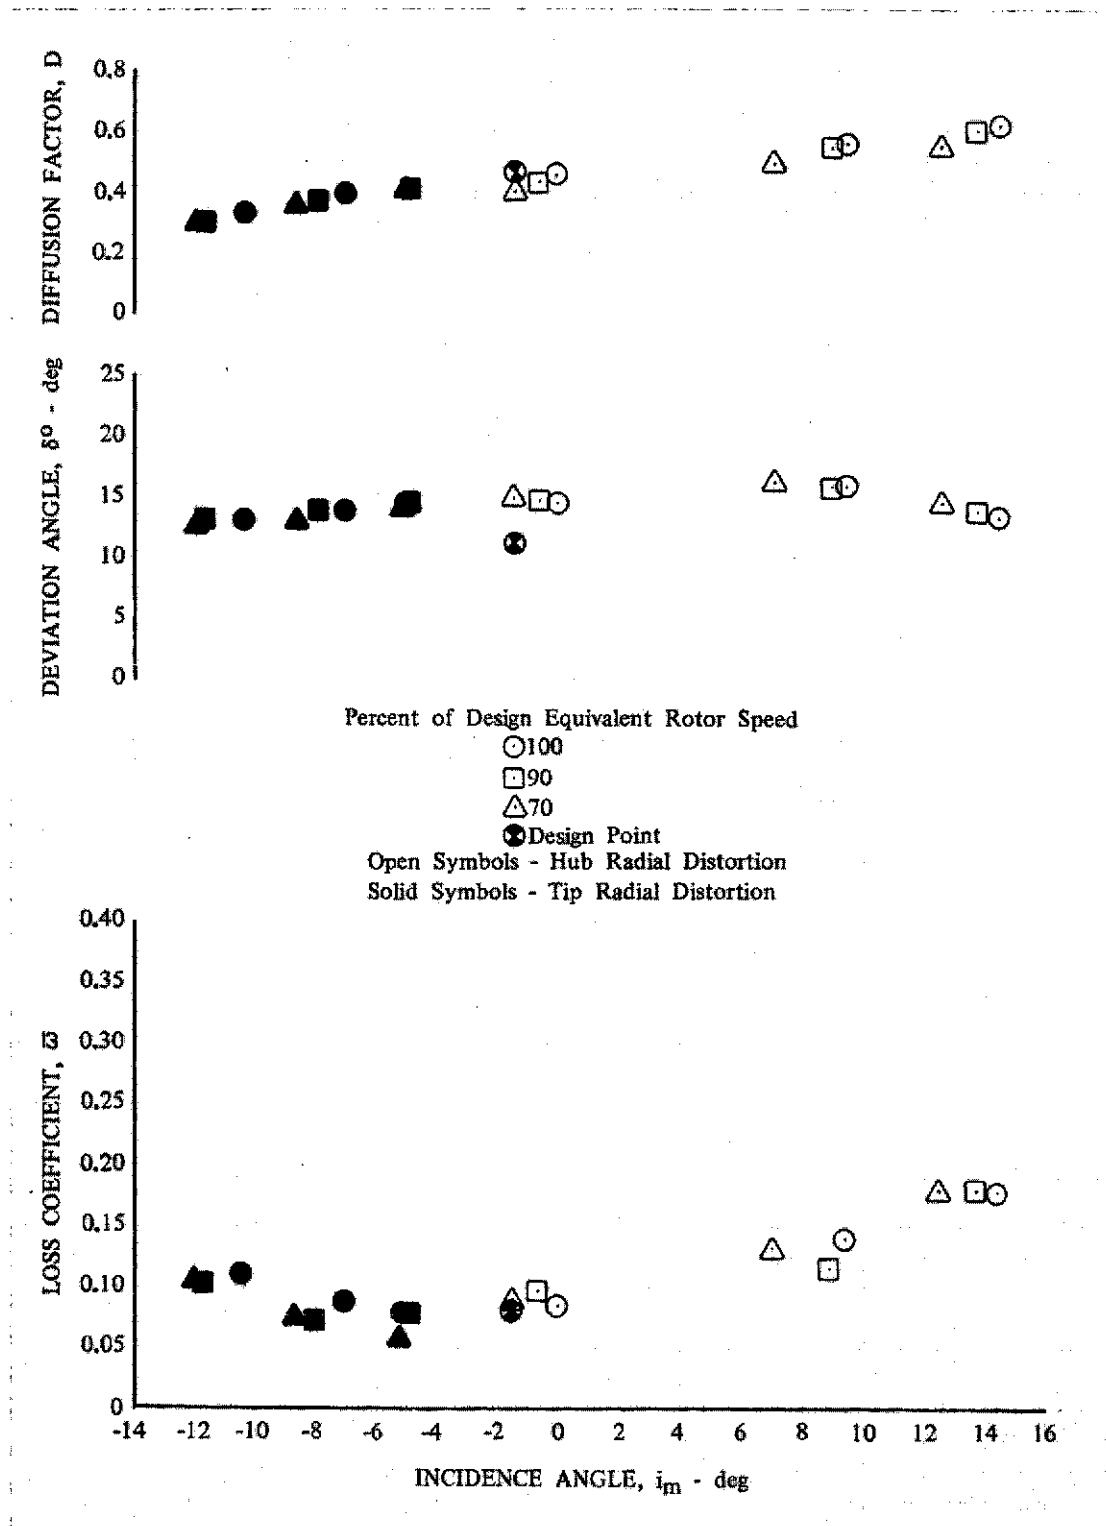 DIFFUSION FACTOR, D
0.8
0.6
0.4
0.2
0
DEVIATION ANGLE, δ° - deg
25
20
15
10
5
0
Percent of Design Equivalent Rotor Speed
100
90
70
Design Point
Open Symbols - Hub Radial Distortion
Solid Symbols - Tip Radial Distortion
LOSS COEFFICIENT, ϖ
0.40
0.35
0.30
0.25
0.20
0.15
0.10
0.05
0
-14 -12 -10 -8 -6 -4 -2 0 2 4 6 8 10 12 14 16
INCIDENCE ANGLE, im - deg